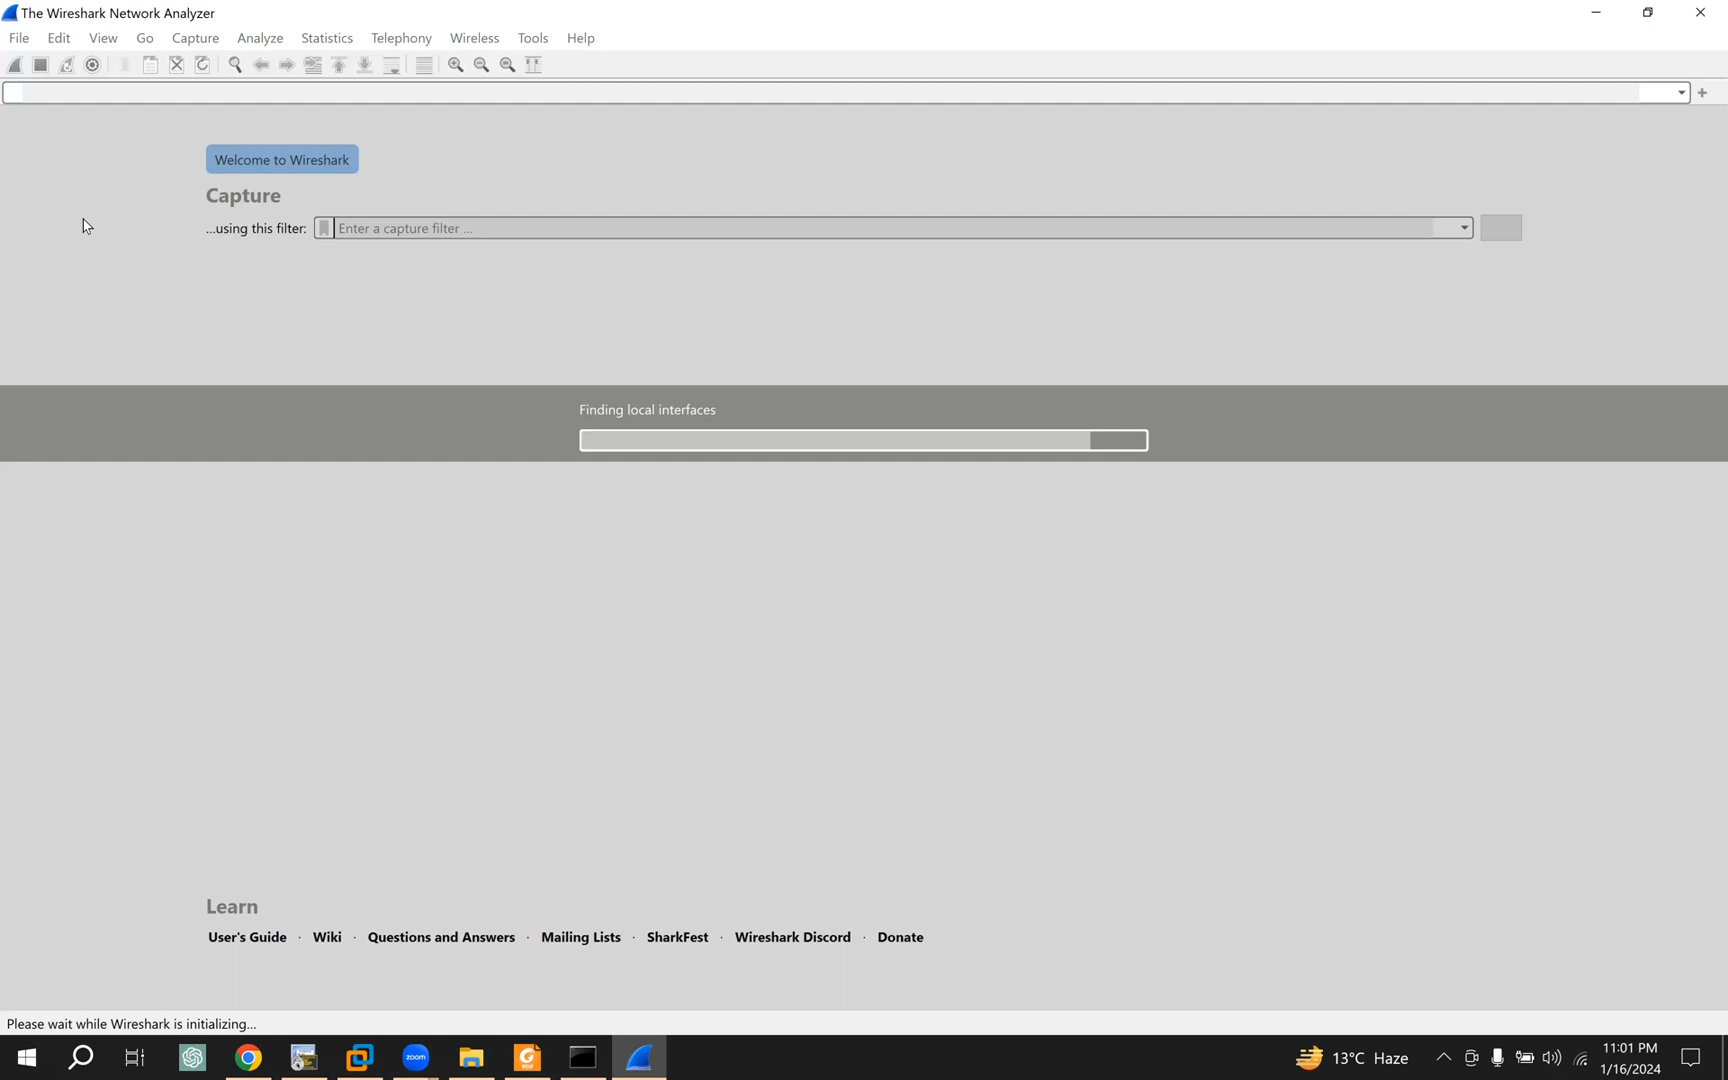 The Wireshark Network Analyzer
File Edit View Go Capture Analyze Statistics Telephony Wireless Tools Help
Welcome to Wireshark
Capture
...using this filter: Enter a capture filter ...
Finding local interfaces
Learn
User's Guide · Wiki · Questions and Answers · Mailing Lists · SharkFest · Wireshark Discord · Donate
Please wait while Wireshark is initializing...
zoom
PDF
13°C Haze
11:01 PM
1/16/2024